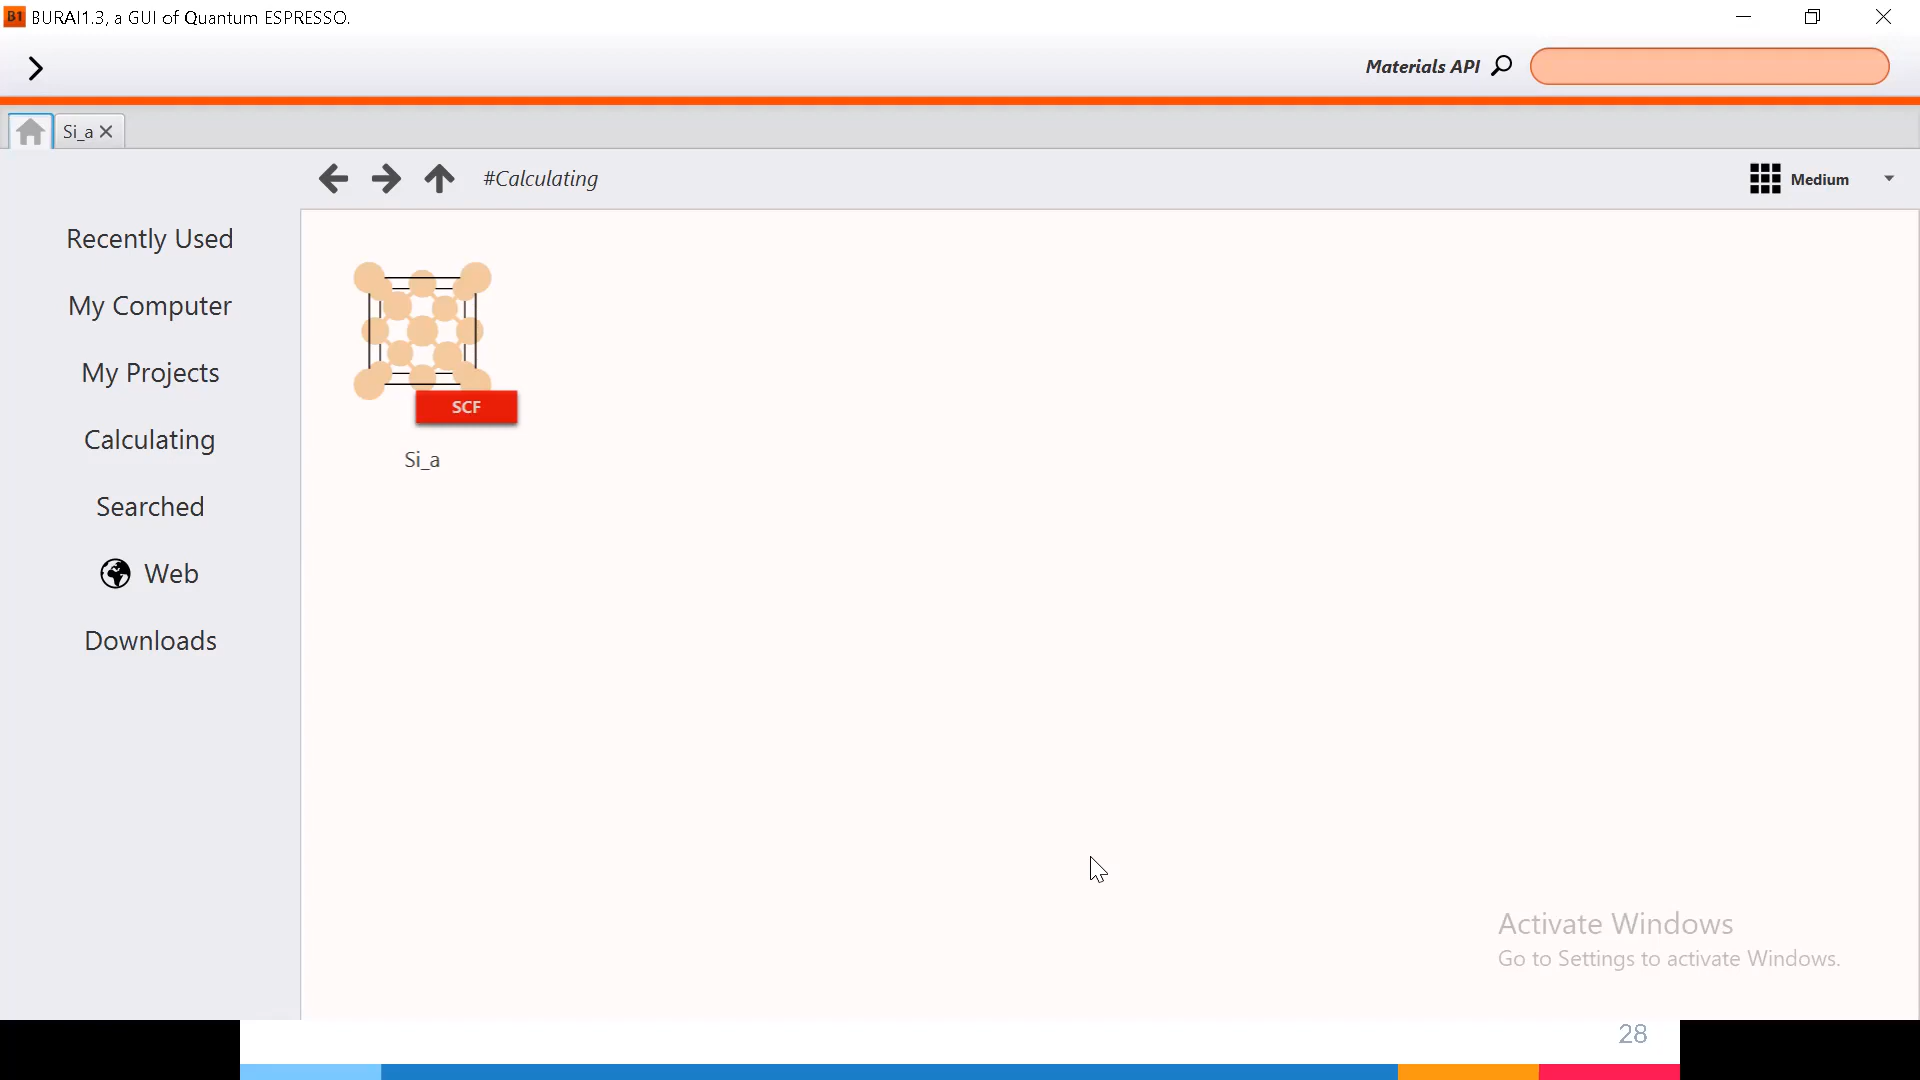 B1 BURAI1.3, a GUI of Quantum ESPRESSO.
Materials API
Si_a
#Calculating
Medium
Recently Used
My Computer
My Projects
Calculating
Searched
Web
Downloads
SCF
Si_a
Activate Windows
Go to Settings to activate Windows.
28